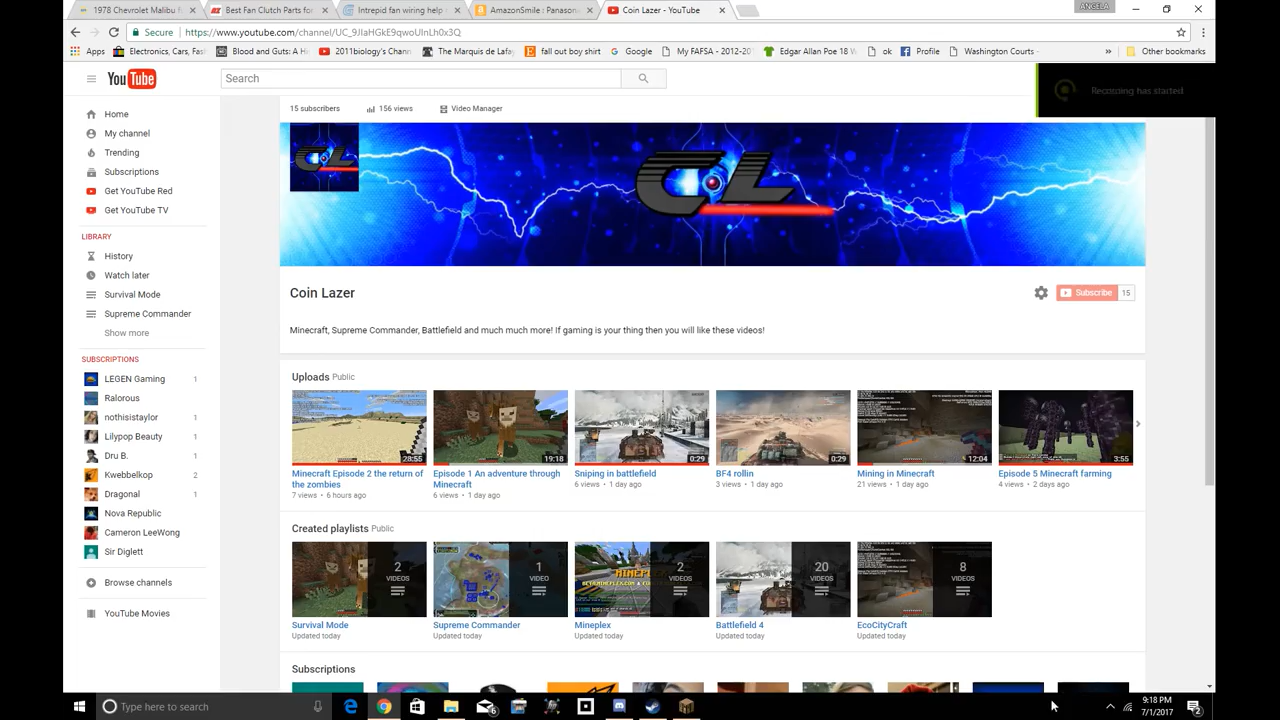 1978 Chevrolet Malibu f
Best Fan Clutch Parts for
Intrepid fan wiring help
AmazonSmile : Panason
Coin Lazer - YouTube
ANGELA
Secure
https://www.youtube.com/channel/UC_9JIaHGkE9qwoUInLh0x3Q
Apps
Electronics, Cars, Fas
Blood and Guts: A Hi
2011biology's Chann
The Marquis de Lafay
fall out boy shirt
Google
My FAFSA - 2012-201
Edgar Allan Poe 18 W
ok
Profile
Washington Courts -
Other bookmarks
YouTube
Search
Recording has started
15 subscribers
156 views
Video Manager
Home
My channel
Trending
Subscriptions
Get YouTube Red
Get YouTube TV
LIBRARY
History
Watch later
Survival Mode
Supreme Commander
Show more
SUBSCRIPTIONS
LEGEN Gaming 1
Ralorous
nothisistaylor 1
Lilypop Beauty 1
Dru B. 1
Kwebbelkop 2
Dragonal 1
Nova Republic
Cameron LeeWong
Sir Diglett
Browse channels
YouTube Movies
CL
CL
Coin Lazer
Subscribe 15
Minecraft, Supreme Commander, Battlefield and much much more! If gaming is your thing then you will like these videos!
Uploads Public
28:55
Minecraft Episode 2 the return of
the zombies
7 views • 6 hours ago
19:18
Episode 1 An adventure through
Minecraft
6 views • 1 day ago
0:29
Sniping in battlefield
6 views • 1 day ago
0:29
BF4 rollin
3 views • 1 day ago
12:04
Mining in Minecraft
21 views • 1 day ago
3:55
Episode 5 Minecraft farming
4 views • 2 days ago
Created playlists Public
2
VIDEOS
Survival Mode
Updated today
1
VIDEO
Supreme Commander
Updated today
2
VIDEOS
Mineplex
Updated today
20
VIDEOS
Battlefield 4
Updated today
8
VIDEOS
EcoCityCraft
Updated today
Subscriptions
Type here to search
9:18 PM
7/1/2017
2